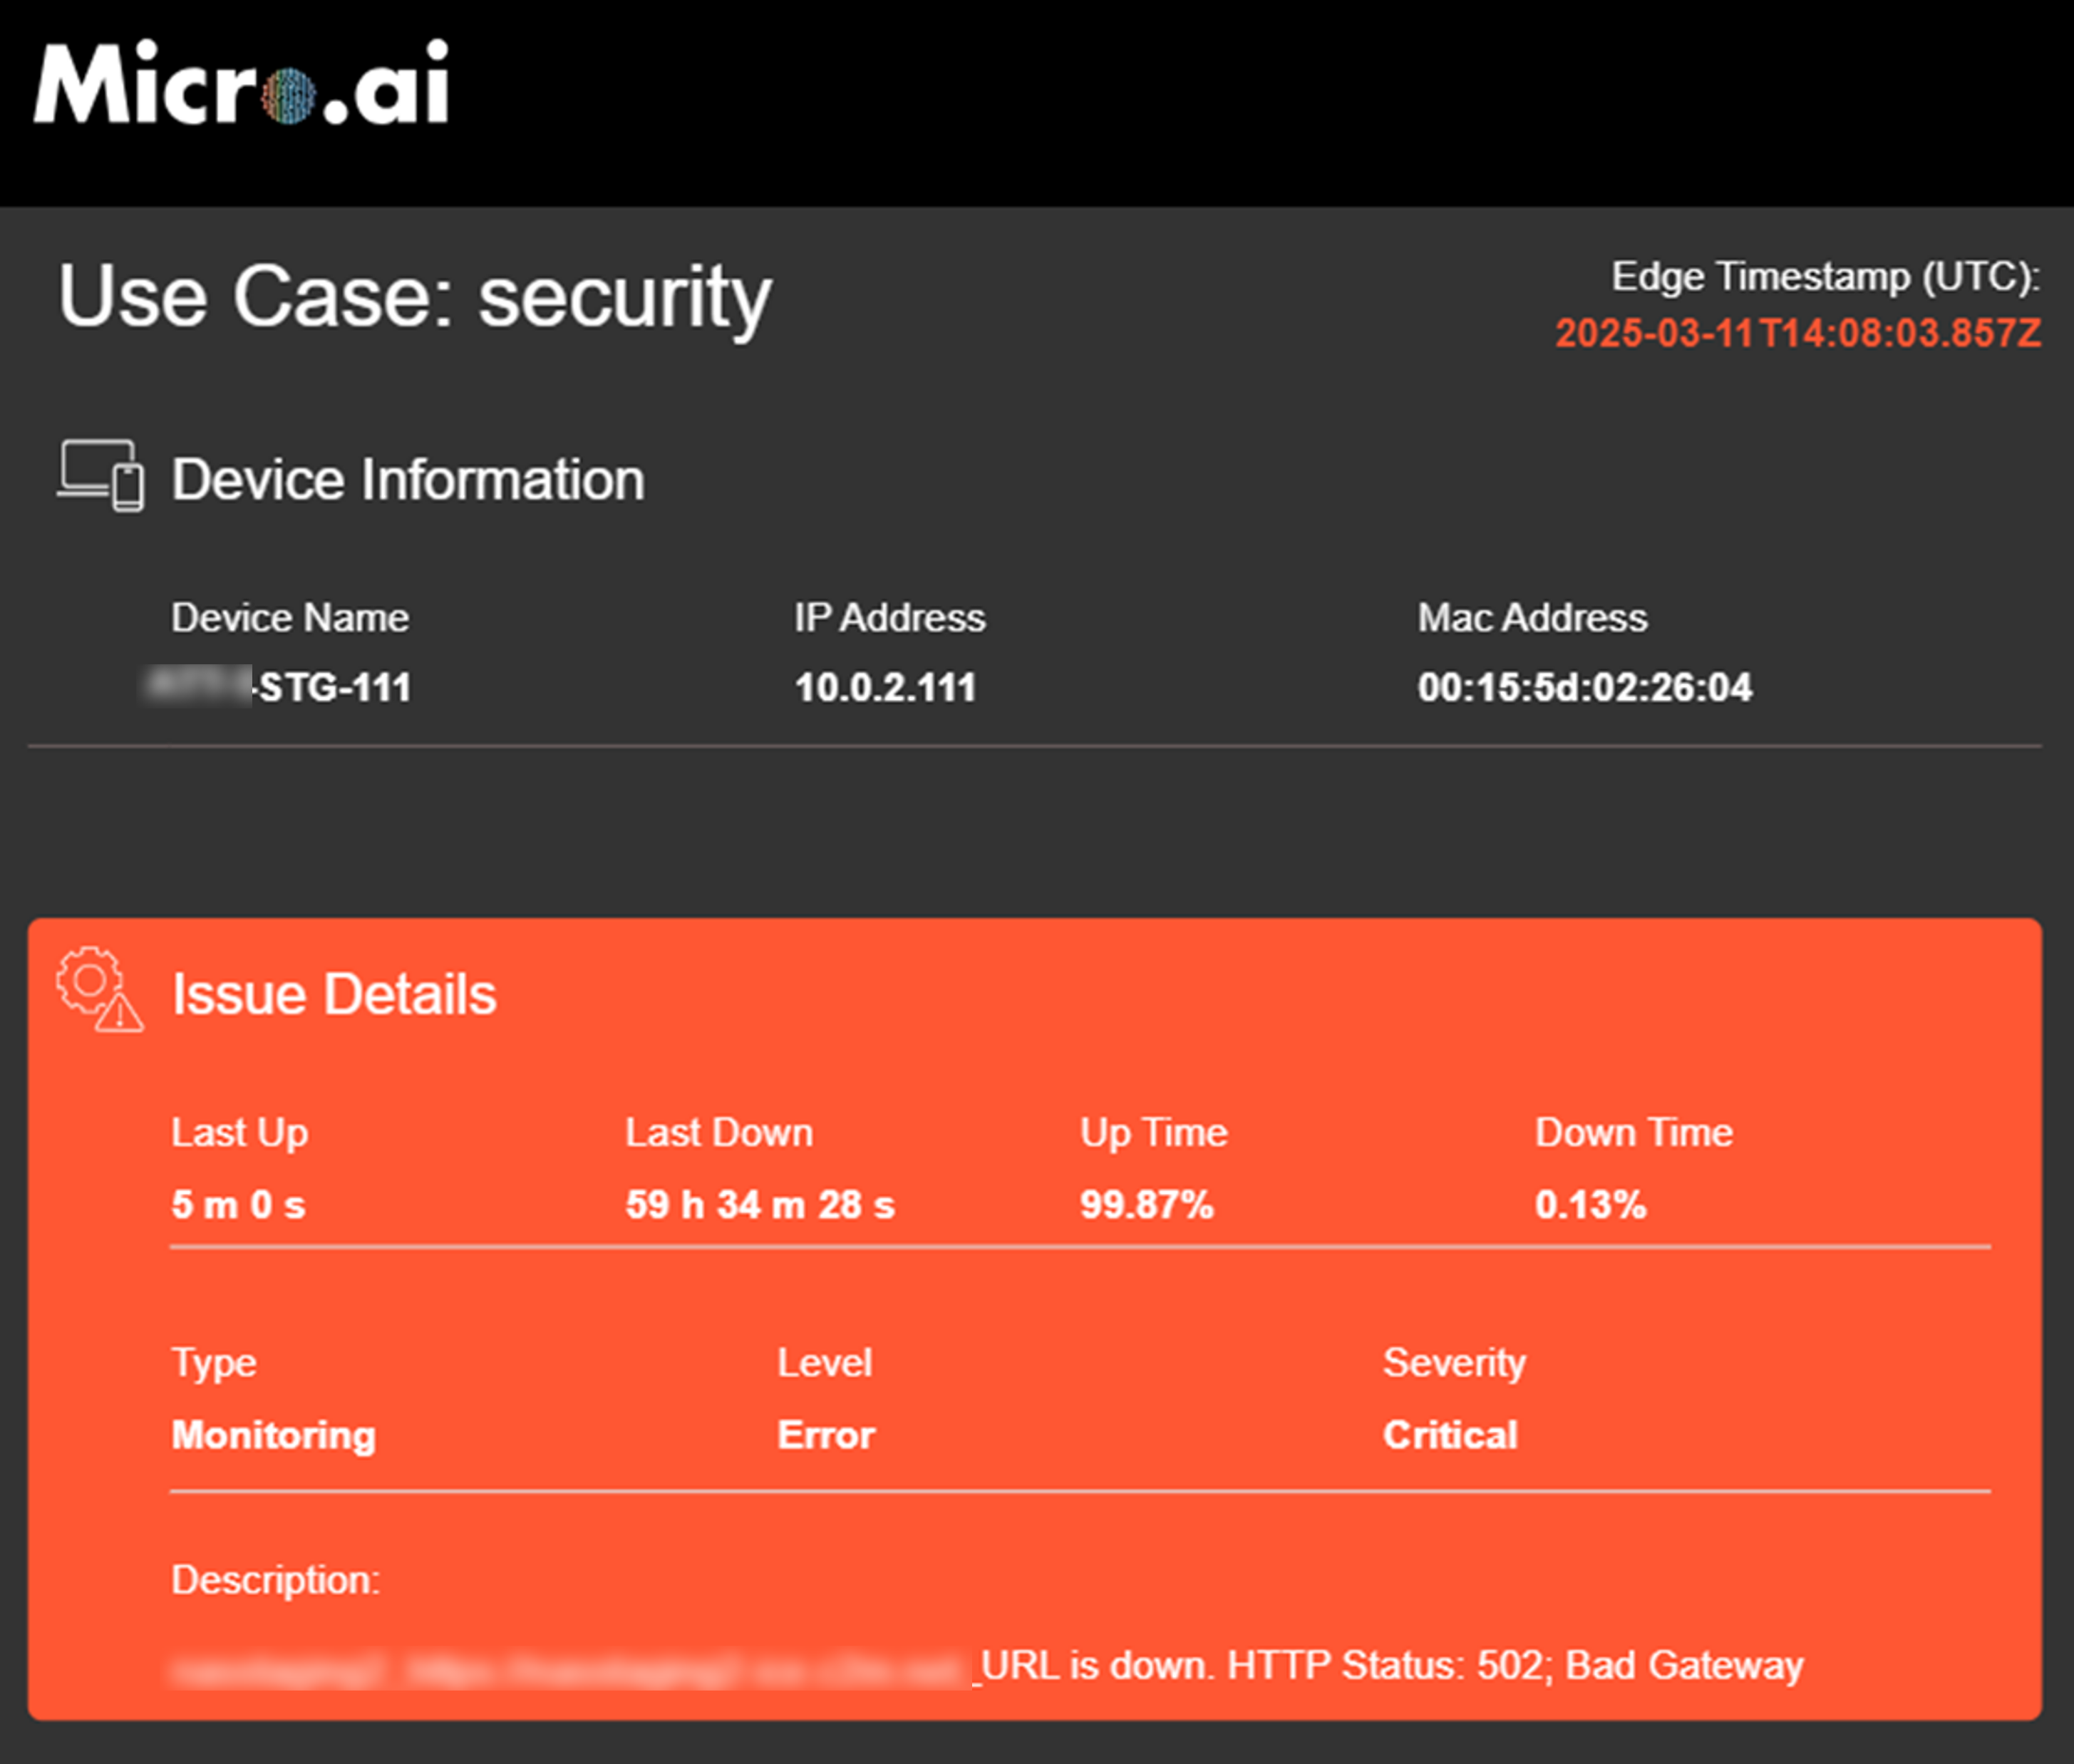 Micro.ai
Use Case: security
Edge Timestamp (UTC):
2025-03-11T14:08:03.857Z
Device Information
Device Name IP Address Mac Address
-STG-111 10.0.2.111 00:15:5d:02:26:04
Issue Details
Last Up Last Down Up Time Down Time
5 m 0 s 59 h 34 m 28 s 99.87% 0.13%
Type Level Severity
Monitoring Error Critical
Description:
_URL is down. HTTP Status: 502; Bad Gateway